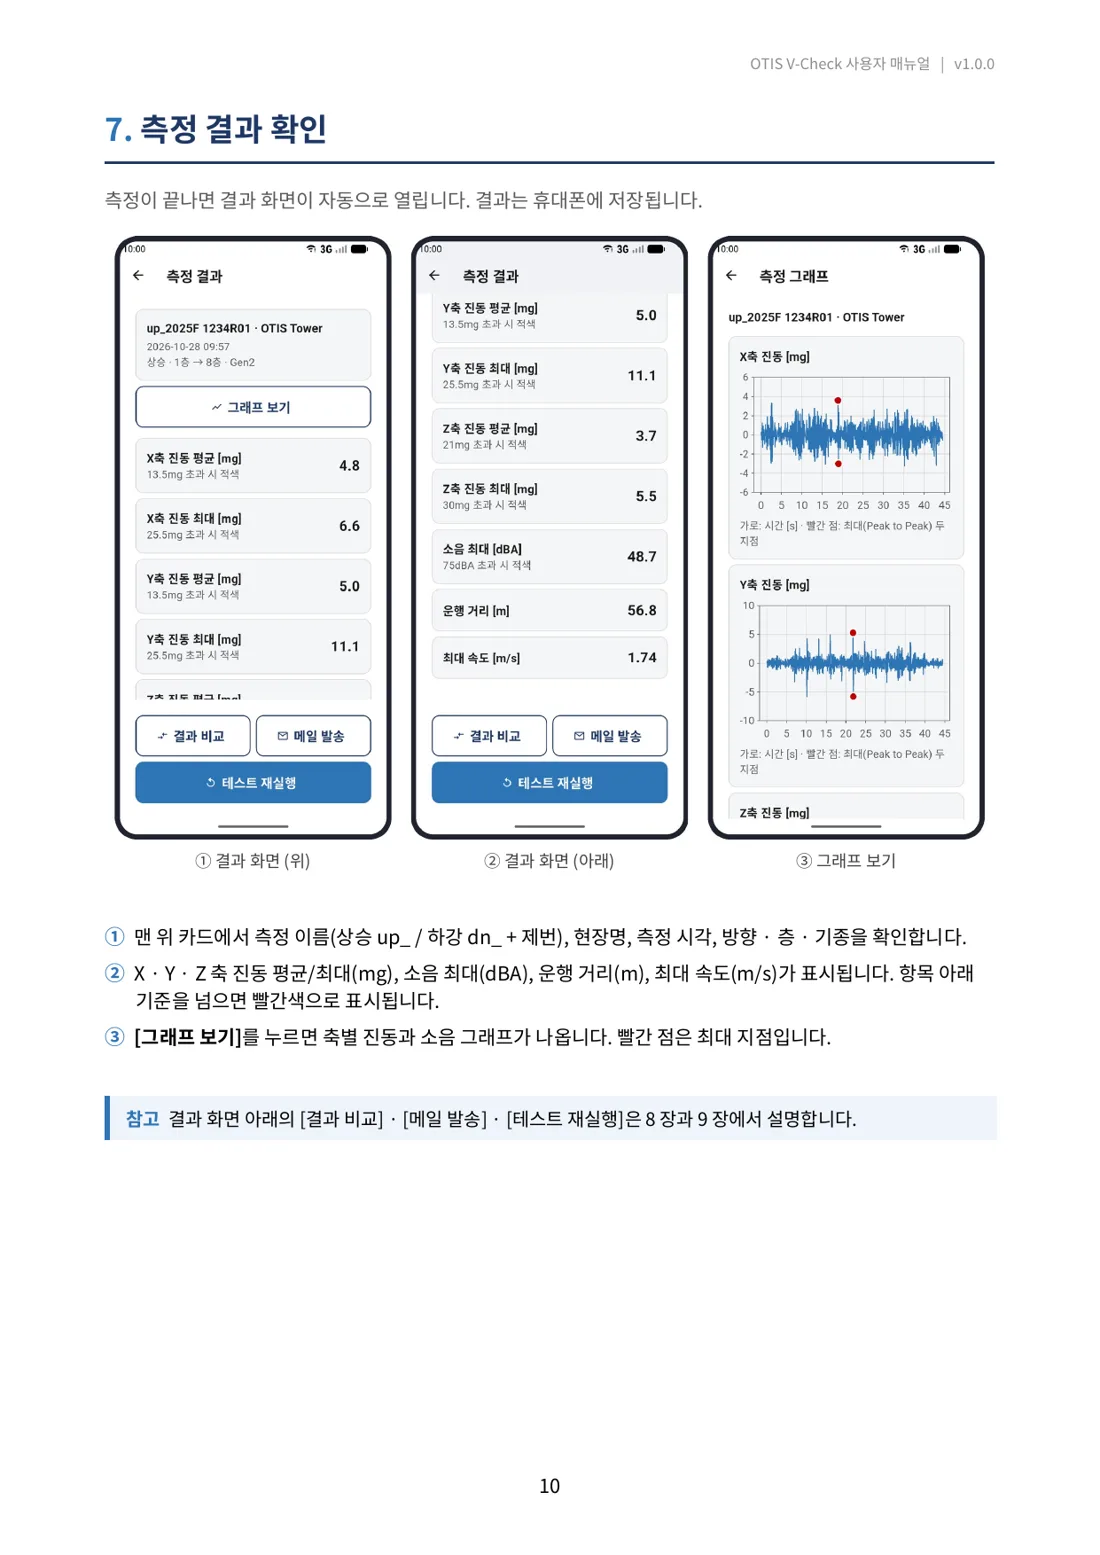 OTIS V-Check 사용자 매뉴얼 | v1.0.0
7. 측정 결과 확인
측정이 끝나면 결과 화면이 자동으로 열립니다. 결과는 휴대폰에 저장됩니다.
10:00 3G
← 측정 결과
up_2025F 1234R01 · OTIS Tower
2026-10-28 09:57
상승 · 1층 → 8층 · Gen2
그래프 보기
X축 진동 평균 [mg] 4.8
13.5mg 초과 시 적색
X축 진동 최대 [mg] 6.6
25.5mg 초과 시 적색
Y축 진동 평균 [mg] 5.0
13.5mg 초과 시 적색
Y축 진동 최대 [mg] 11.1
25.5mg 초과 시 적색
Z축 진동 평균 [mg]
결과 비교 메일 발송
테스트 재실행
① 결과 화면 (위)
10:00 3G
← 측정 결과
Y축 진동 평균 [mg] 5.0
13.5mg 초과 시 적색
Y축 진동 최대 [mg] 11.1
25.5mg 초과 시 적색
Z축 진동 평균 [mg] 3.7
21mg 초과 시 적색
Z축 진동 최대 [mg] 5.5
30mg 초과 시 적색
소음 최대 [dBA] 48.7
75dBA 초과 시 적색
운행 거리 [m] 56.8
최대 속도 [m/s] 1.74
결과 비교 메일 발송
테스트 재실행
② 결과 화면 (아래)
10:00 3G
← 측정 그래프
up_2025F 1234R01 · OTIS Tower
X축 진동 [mg]
6
4
2
0
-2
-4
-6
0 5 10 15 20 25 30 35 40 45
가로: 시간 [s] · 빨간 점: 최대(Peak to Peak) 두
지점
Y축 진동 [mg]
10
5
0
-5
-10
0 5 10 15 20 25 30 35 40 45
가로: 시간 [s] · 빨간 점: 최대(Peak to Peak) 두
지점
Z축 진동 [mg]
③ 그래프 보기
① 맨 위 카드에서 측정 이름(상승 up_ / 하강 dn_ + 제번), 현장명, 측정 시각, 방향 · 층 · 기종을 확인합니다.
② X · Y · Z 축 진동 평균/최대(mg), 소음 최대(dBA), 운행 거리(m), 최대 속도(m/s)가 표시됩니다. 항목 아래
기준을 넘으면 빨간색으로 표시됩니다.
③ [그래프 보기]를 누르면 축별 진동과 소음 그래프가 나옵니다. 빨간 점은 최대 지점입니다.
참고 결과 화면 아래의 [결과 비교] · [메일 발송] · [테스트 재실행]은 8 장과 9 장에서 설명합니다.
10